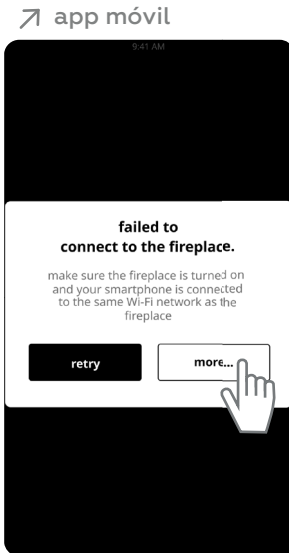 app móvil
9:41 AM
failed to
connect to the fireplace.
make sure the fireplace is turned on
and your smartphone is connected
to the same Wi-Fi network as the
fireplace
retry
more...